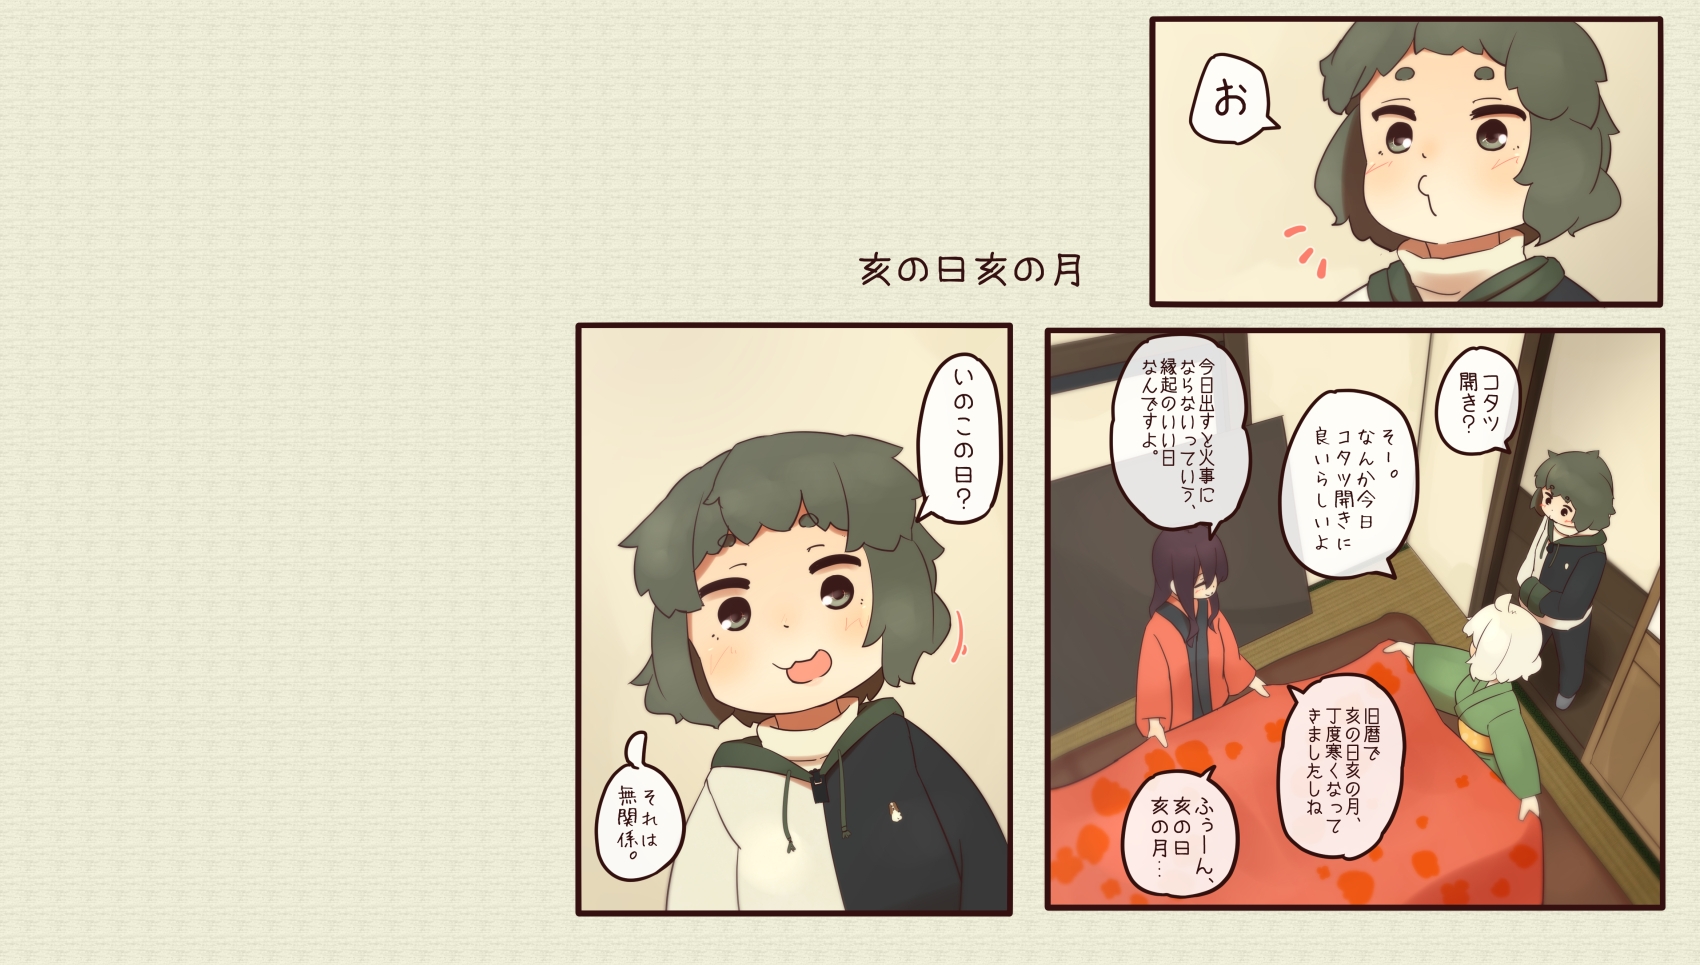 お
亥の日亥の月
コタツ
開き?
そー。
なんか今日
コタツ開きに
良いらしいよ
今日出すと火事に
ならないっていう、
縁起のいい日
なんですよ。
旧暦で
亥の日亥の月、
丁度寒くなって
きましたしね
ふぅーん、
亥の日
亥の月…
いのこの日?
それは
無関係。